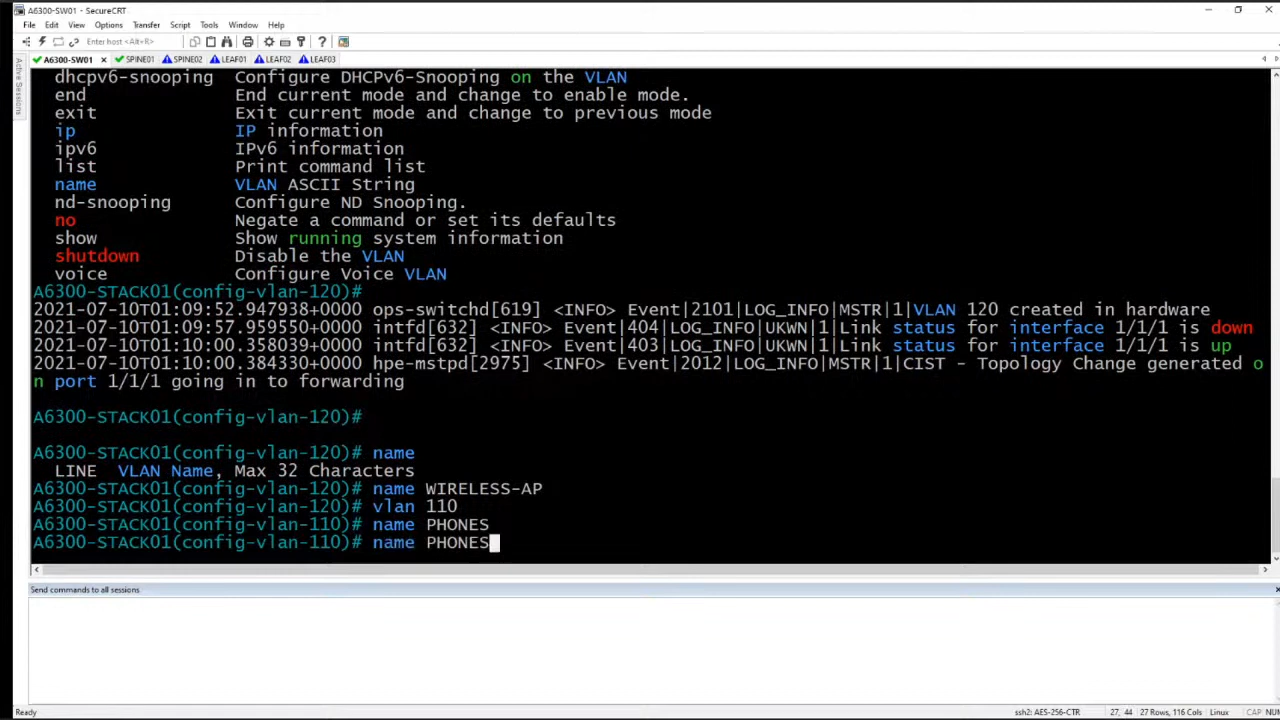 A6300-SW01 - SecureCRT
File Edit View Options Transfer Script Tools Window Help
Enter host <Alt+R>
A6300-SW01 SPINE01 SPINE02 LEAF01 LEAF02 LEAF03
Active Sessions
dhcpv6-snooping Configure DHCPv6-Snooping on the VLAN
end End current mode and change to enable mode.
exit Exit current mode and change to previous mode
ip IP information
ipv6 IPv6 information
list Print command list
name VLAN ASCII String
nd-snooping Configure ND Snooping.
no Negate a command or set its defaults
show Show running system information
shutdown Disable the VLAN
voice Configure Voice VLAN
A6300-STACK01(config-vlan-120)#
2021-07-10T01:09:52.947938+0000 ops-switchd[619] <INFO> Event|2101|LOG_INFO|MSTR|1|VLAN 120 created in hardware
2021-07-10T01:09:57.959550+0000 intfd[632] <INFO> Event|404|LOG_INFO|UKWN|1|Link status for interface 1/1/1 is down
2021-07-10T01:10:00.358039+0000 intfd[632] <INFO> Event|403|LOG_INFO|UKWN|1|Link status for interface 1/1/1 is up
2021-07-10T01:10:00.384330+0000 hpe-mstpd[2975] <INFO> Event|2012|LOG_INFO|MSTR|1|CIST - Topology Change generated o
n port 1/1/1 going in to forwarding
A6300-STACK01(config-vlan-120)#
A6300-STACK01(config-vlan-120)# name
LINE VLAN Name, Max 32 Characters
A6300-STACK01(config-vlan-120)# name WIRELESS-AP
A6300-STACK01(config-vlan-120)# vlan 110
A6300-STACK01(config-vlan-110)# name PHONES
A6300-STACK01(config-vlan-110)# name PHONES
Send commands to all sessions
Ready ssh2: AES-256-CTR 27, 44 27 Rows, 116 Cols Linux CAP NUM